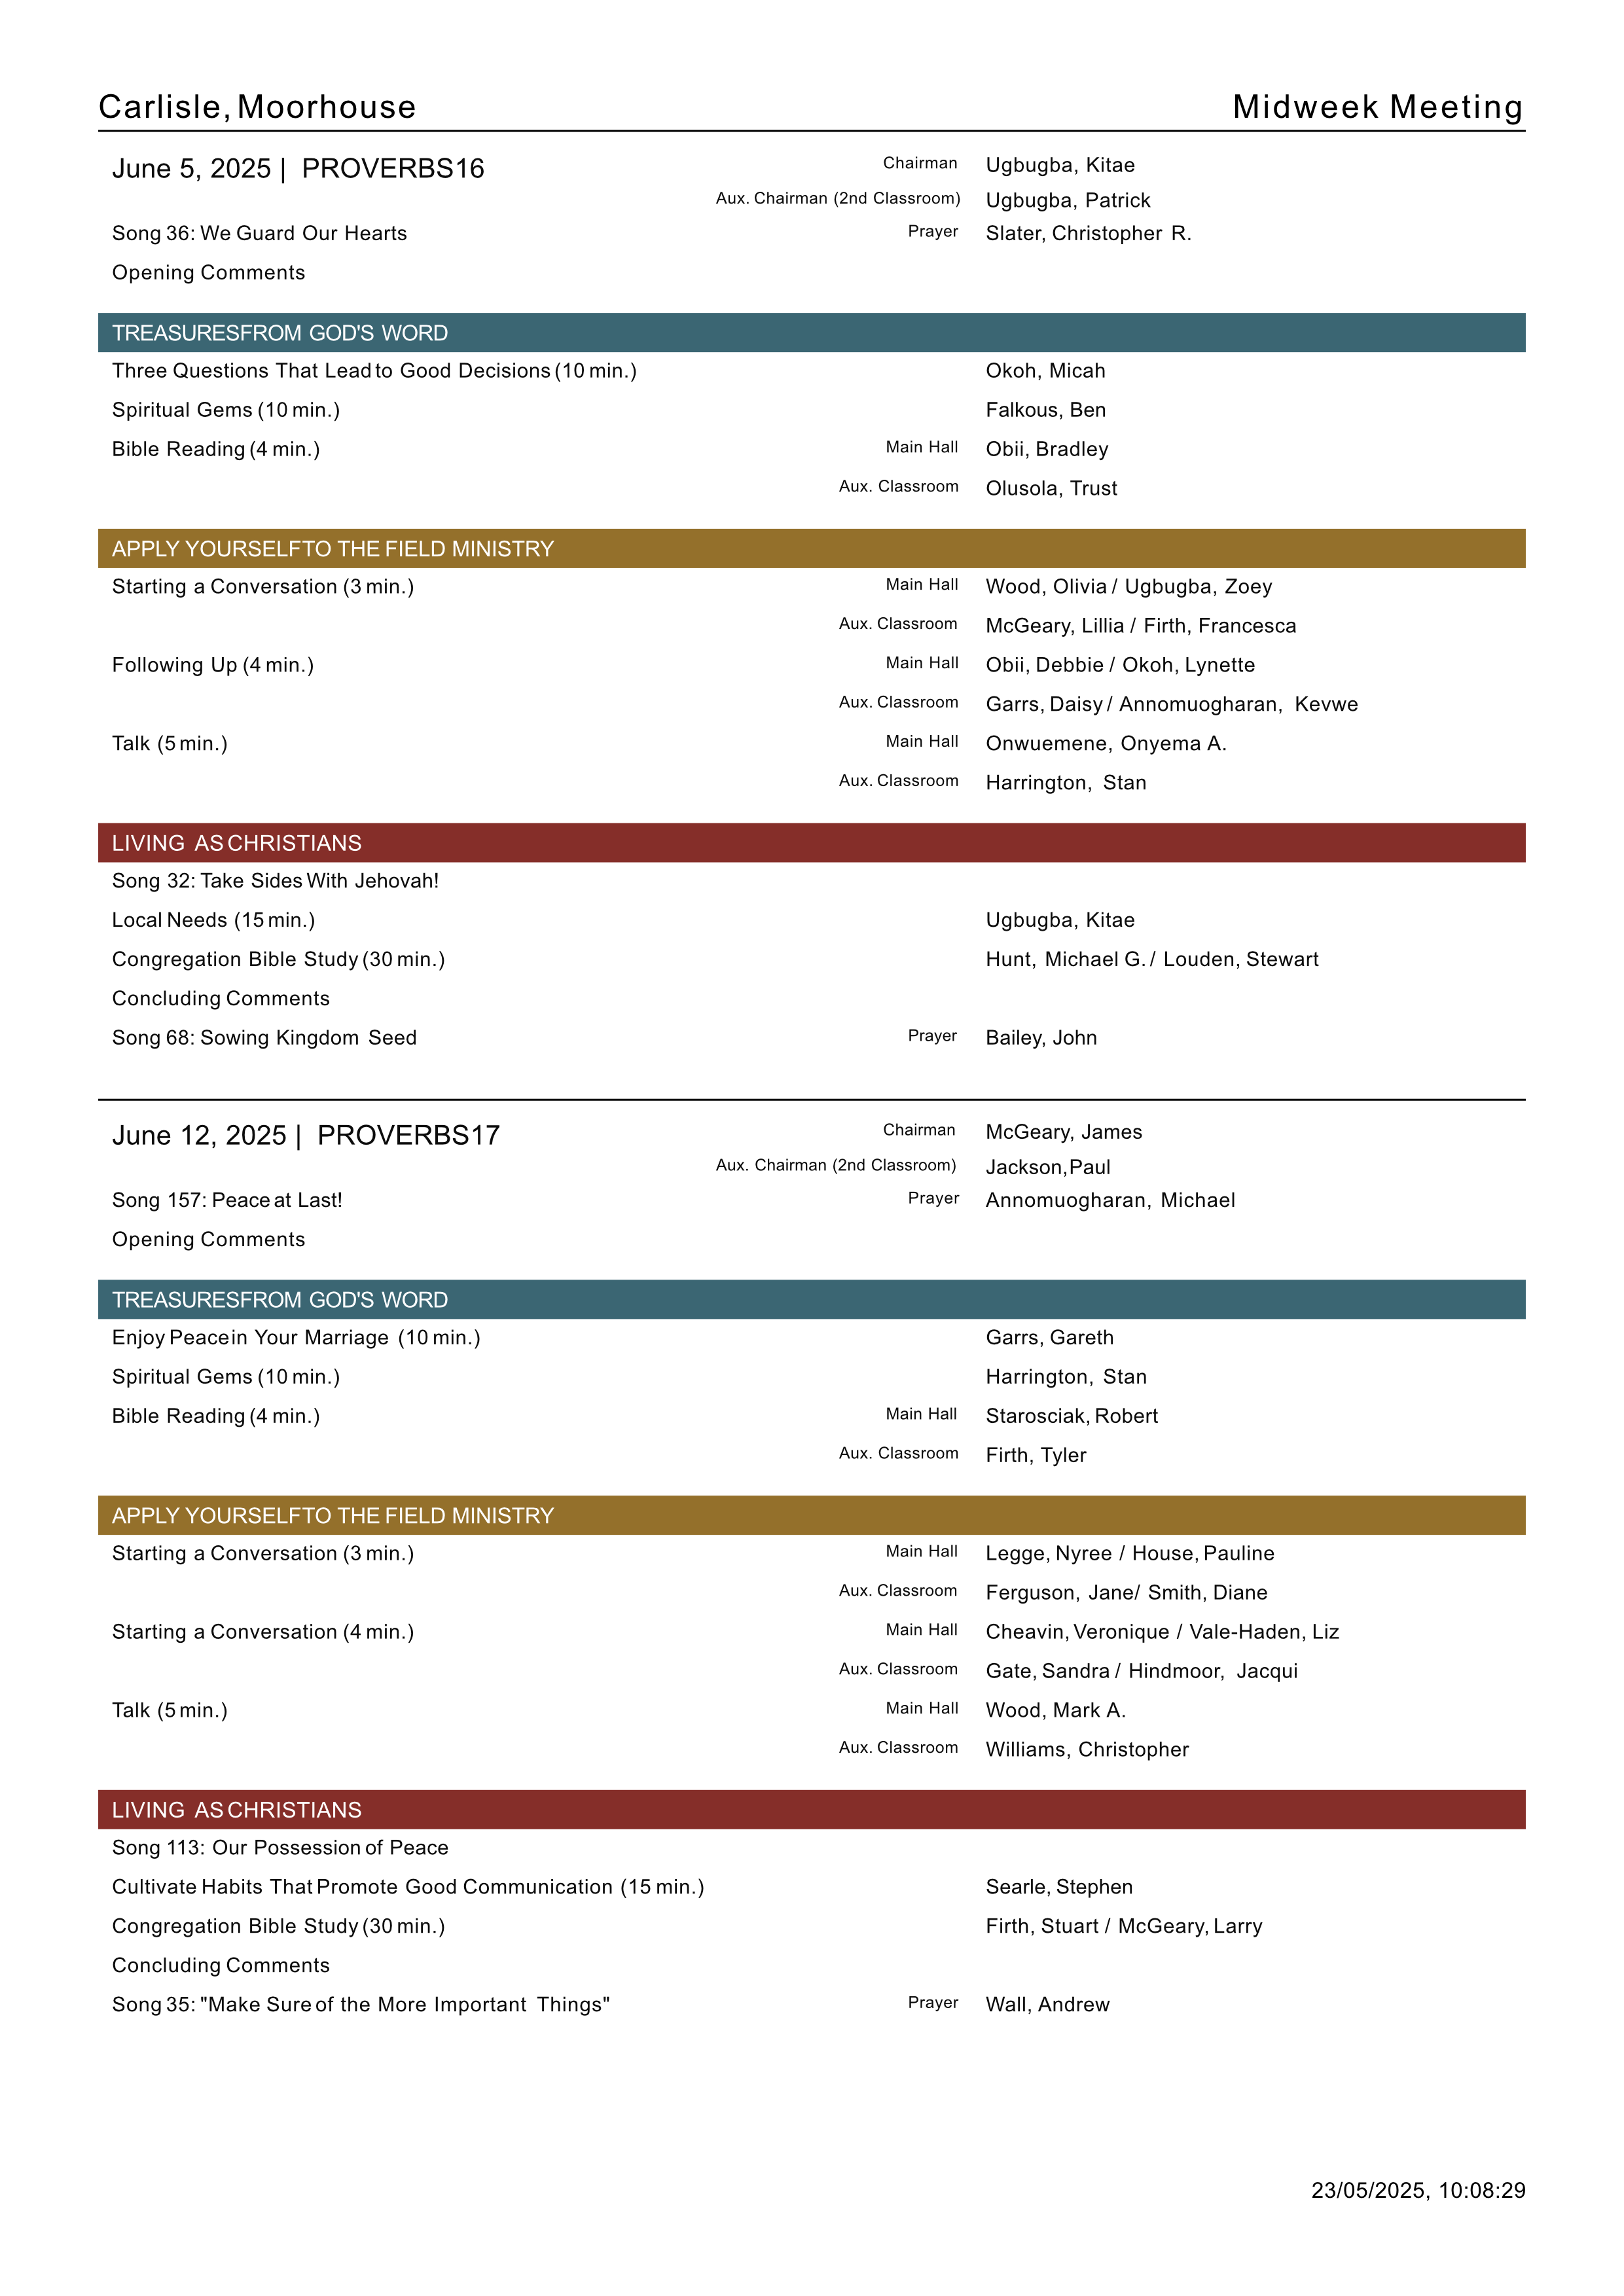 Carlisle, Moorhouse Midweek Meeting
June 5, 2025 | PROVERBS16 Chairman Ugbugba, Kitae
Aux. Chairman (2nd Classroom) Ugbugba, Patrick
Song 36: We Guard Our Hearts Prayer Slater, Christopher R.
Opening Comments
TREASURESFROM GOD'S WORD
Three Questions That Lead to Good Decisions (10 min.) Okoh, Micah
Spiritual Gems (10 min.) Falkous, Ben
Bible Reading (4 min.) Main Hall Obii, Bradley
Aux. Classroom Olusola, Trust
APPLY YOURSELFTO THE FIELD MINISTRY
Starting a Conversation (3 min.) Main Hall Wood, Olivia / Ugbugba, Zoey
Aux. Classroom McGeary, Lillia / Firth, Francesca
Following Up (4 min.) Main Hall Obii, Debbie / Okoh, Lynette
Aux. Classroom Garrs, Daisy / Annomuogharan, Kevwe
Talk (5 min.) Main Hall Onwuemene, Onyema A.
Aux. Classroom Harrington, Stan
LIVING AS CHRISTIANS
Song 32: Take Sides With Jehovah!
Local Needs (15 min.) Ugbugba, Kitae
Congregation Bible Study (30 min.) Hunt, Michael G. / Louden, Stewart
Concluding Comments
Song 68: Sowing Kingdom Seed Prayer Bailey, John
June 12, 2025 | PROVERBS17 Chairman McGeary, James
Aux. Chairman (2nd Classroom) Jackson, Paul
Song 157: Peace at Last! Prayer Annomuogharan, Michael
Opening Comments
TREASURESFROM GOD'S WORD
Enjoy Peace in Your Marriage (10 min.) Garrs, Gareth
Spiritual Gems (10 min.) Harrington, Stan
Bible Reading (4 min.) Main Hall Starosciak, Robert
Aux. Classroom Firth, Tyler
APPLY YOURSELFTO THE FIELD MINISTRY
Starting a Conversation (3 min.) Main Hall Legge, Nyree / House, Pauline
Aux. Classroom Ferguson, Jane/ Smith, Diane
Starting a Conversation (4 min.) Main Hall Cheavin, Veronique / Vale-Haden, Liz
Aux. Classroom Gate, Sandra / Hindmoor, Jacqui
Talk (5 min.) Main Hall Wood, Mark A.
Aux. Classroom Williams, Christopher
LIVING AS CHRISTIANS
Song 113: Our Possession of Peace
Cultivate Habits That Promote Good Communication (15 min.) Searle, Stephen
Congregation Bible Study (30 min.) Firth, Stuart / McGeary, Larry
Concluding Comments
Song 35: "Make Sure of the More Important Things" Prayer Wall, Andrew
23/05/2025, 10:08:29